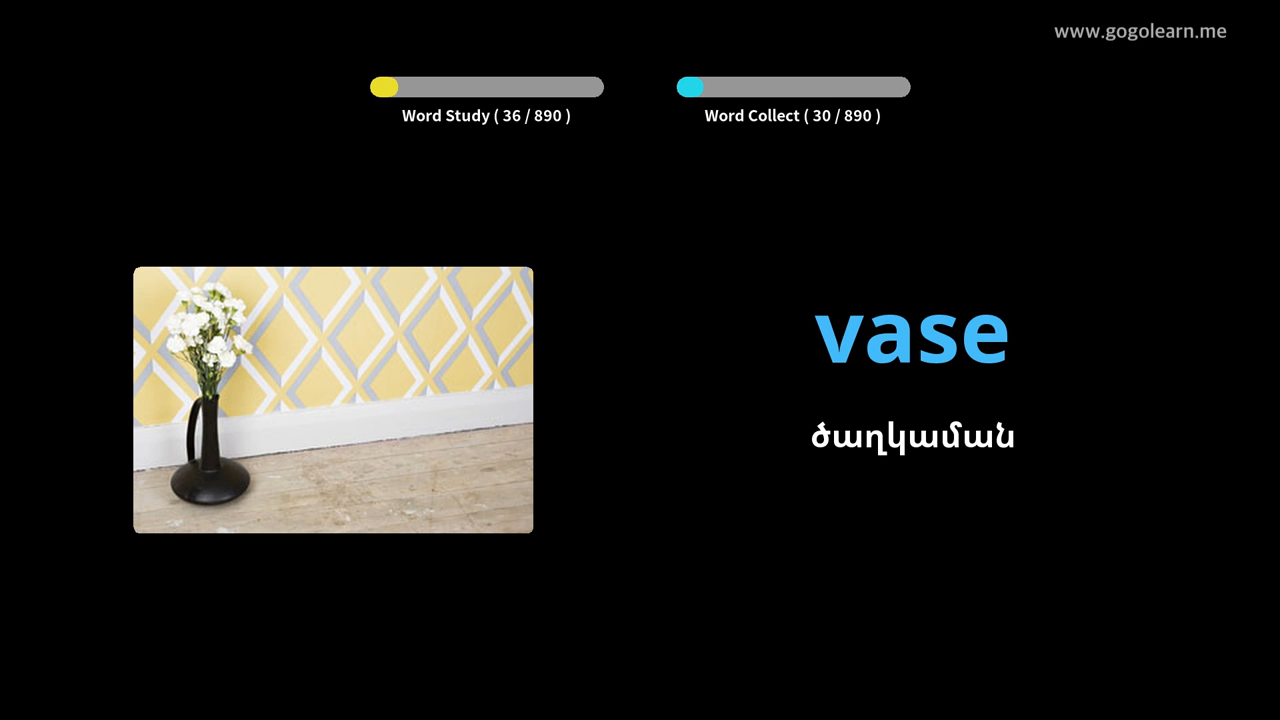 www.gogolearn.me
Word Study ( 36 / 890 )
Word Collect ( 30 / 890 )
vase
ծաղկաման